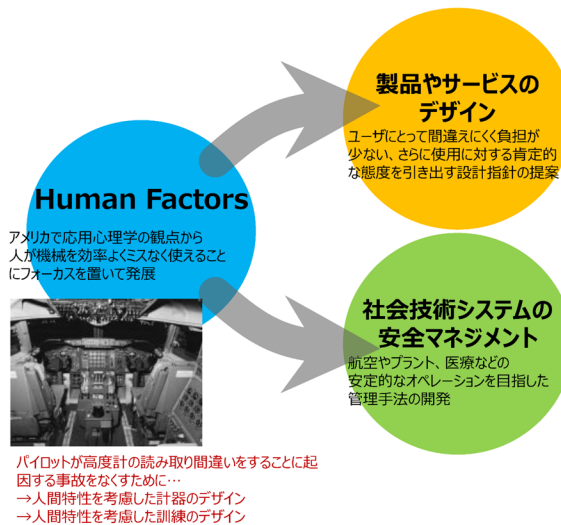 Human Factors
アメリカで応用心理学の観点から
人が機械を効率よくミスなく使えること
にフォーカスを置いて発展
パイロットが高度計の読み取り間違いをすることに起
因する事故をなくすために…
→人間特性を考慮した計器のデザイン
→人間特性を考慮した訓練のデザイン
製品やサービスの
デザイン
ユーザにとって間違えにくく負担が
少ない、さらに使用に対する肯定的
な態度を引き出す設計指針の提案
社会技術システムの
安全マネジメント
航空やプラント、医療などの
安定的なオペレーションを目指した
管理手法の開発